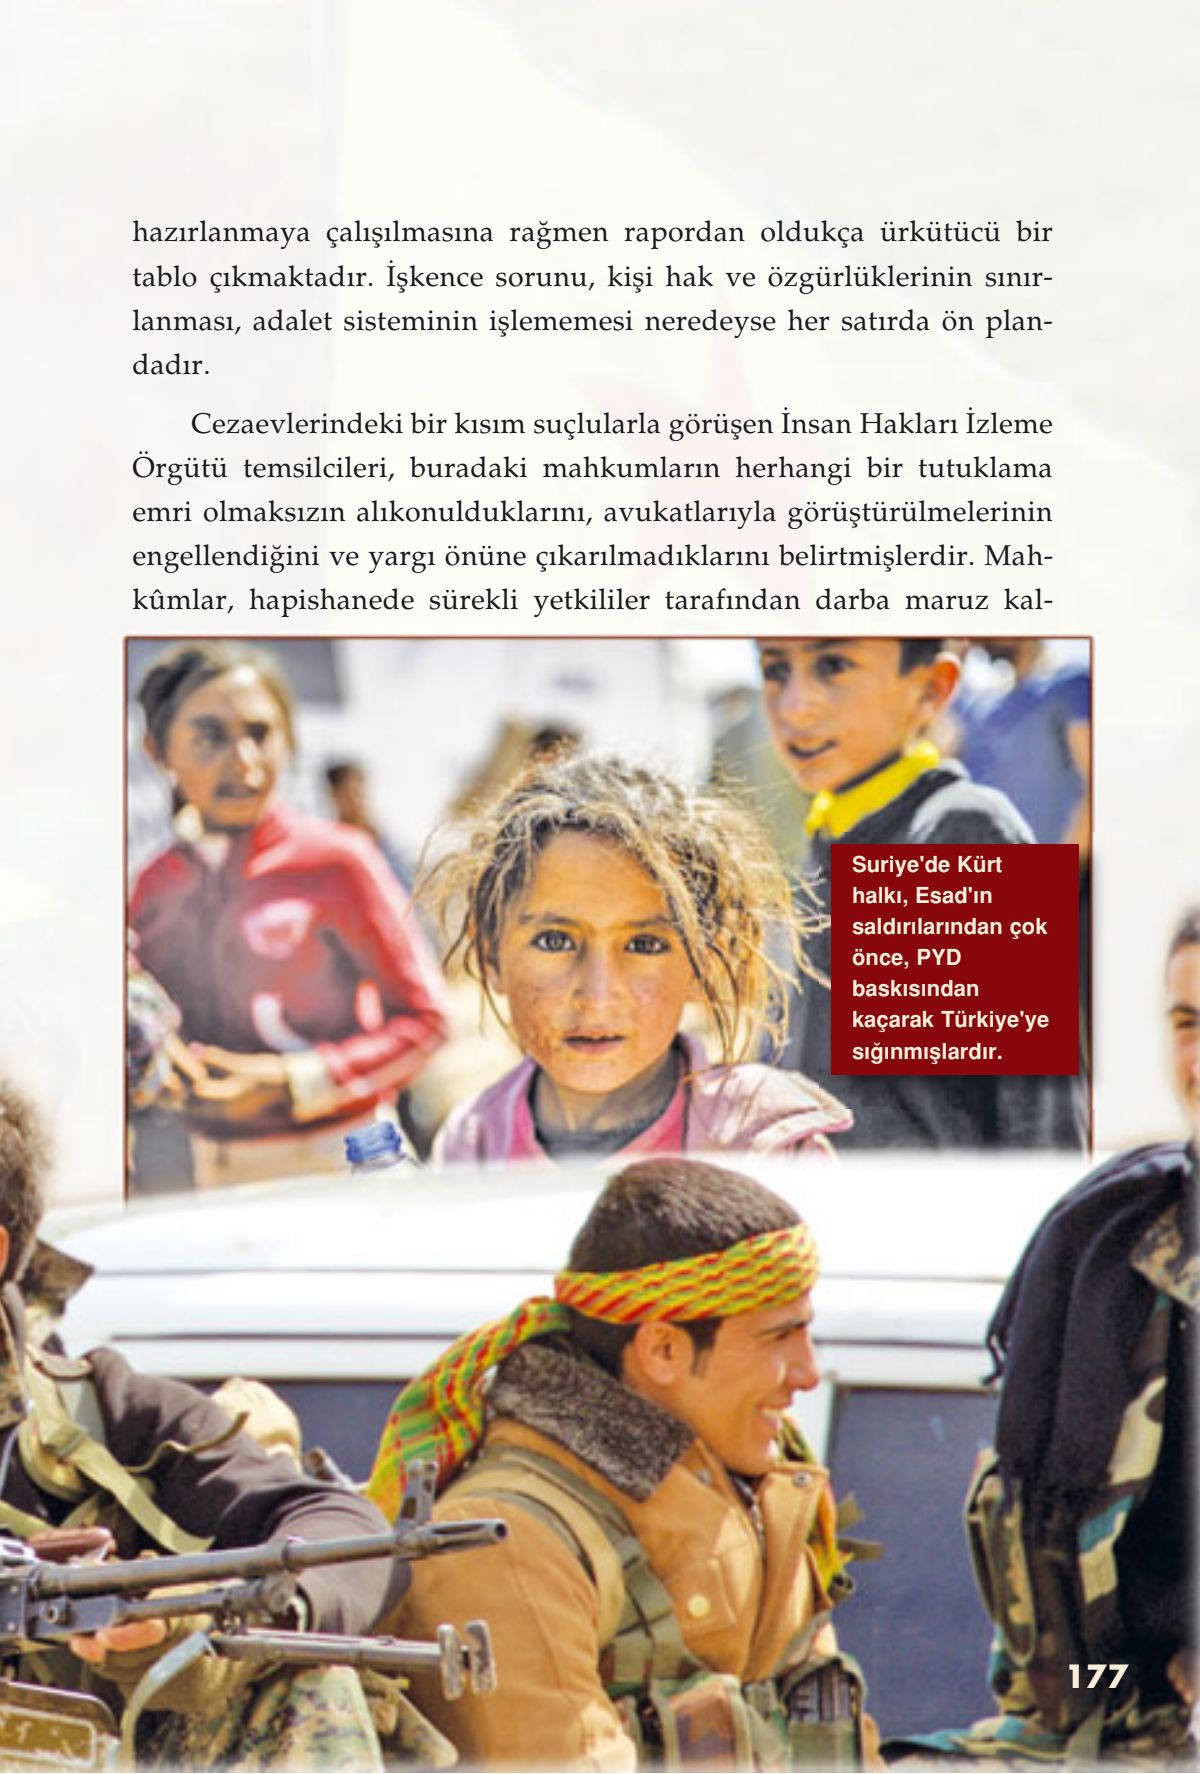 hazırlanmaya çalışılmasına rağmen rapordan oldukça ürkütücü bir
tablo çıkmaktadır. İşkence sorunu, kişi hak ve özgürlüklerinin sınır-
lanması, adalet sisteminin işlememesi neredeyse her satırda ön plan-
dadır.
Cezaevlerindeki bir kısım suçlularla görüşen İnsan Hakları İzleme
Örgütü temsilcileri, buradaki mahkumların herhangi bir tutuklama
emri olmaksızın alıkonulduklarını, avukatlarıyla görüştürülmelerinin
engellendiğini ve yargı önüne çıkarılmadıklarını belirtmişlerdir. Mah-
kûmlar, hapishanede sürekli yetkililer tarafından darba maruz kal-
Suriye'de Kürt
halkı, Esad'ın
saldırılarından çok
önce, PYD
baskısından
kaçarak Türkiye'ye
sığınmışlardır.
177